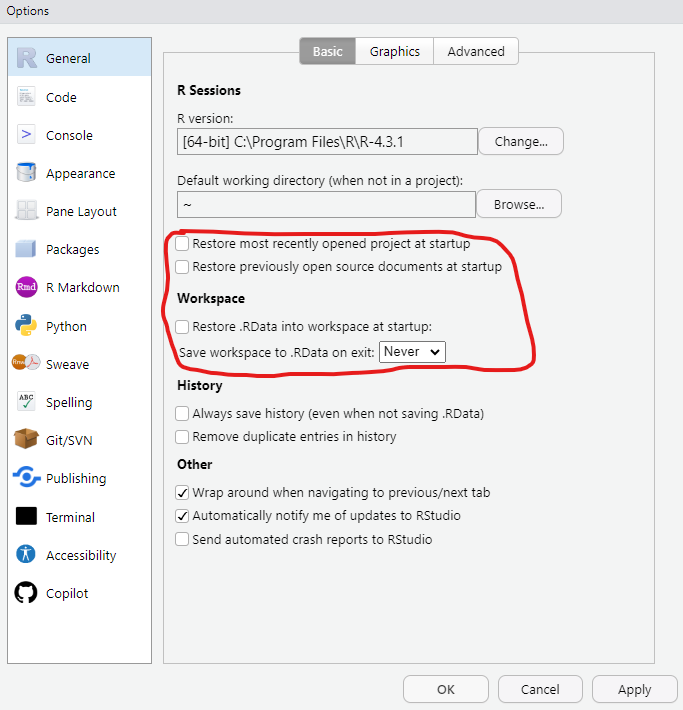 Options
General
Code
Console
Appearance
Pane Layout
Packages
Rmd R Markdown
Python
Rnw Sweave
ABC Spelling
Git/SVN
Publishing
Terminal
Accessibility
Copilot
Basic Graphics Advanced
R Sessions
R version:
[64-bit] C:\Program Files\R\R-4.3.1 Change...
Default working directory (when not in a project):
~ Browse...
Restore most recently opened project at startup
Restore previously open source documents at startup
Workspace
Restore .RData into workspace at startup:
Save workspace to .RData on exit: Never
History
Always save history (even when not saving .RData)
Remove duplicate entries in history
Other
Wrap around when navigating to previous/next tab
Automatically notify me of updates to RStudio
Send automated crash reports to RStudio
OK Cancel Apply